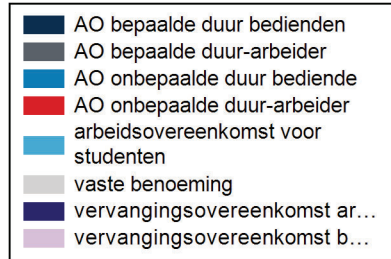 AO bepaalde duur bedienden
AO bepaalde duur-arbeider
AO onbepaalde duur bediende
AO onbepaalde duur-arbeider
arbeidsovereenkomst voor
studenten
vaste benoeming
vervangingsovereenkomst ar…
vervangingsovereenkomst b…